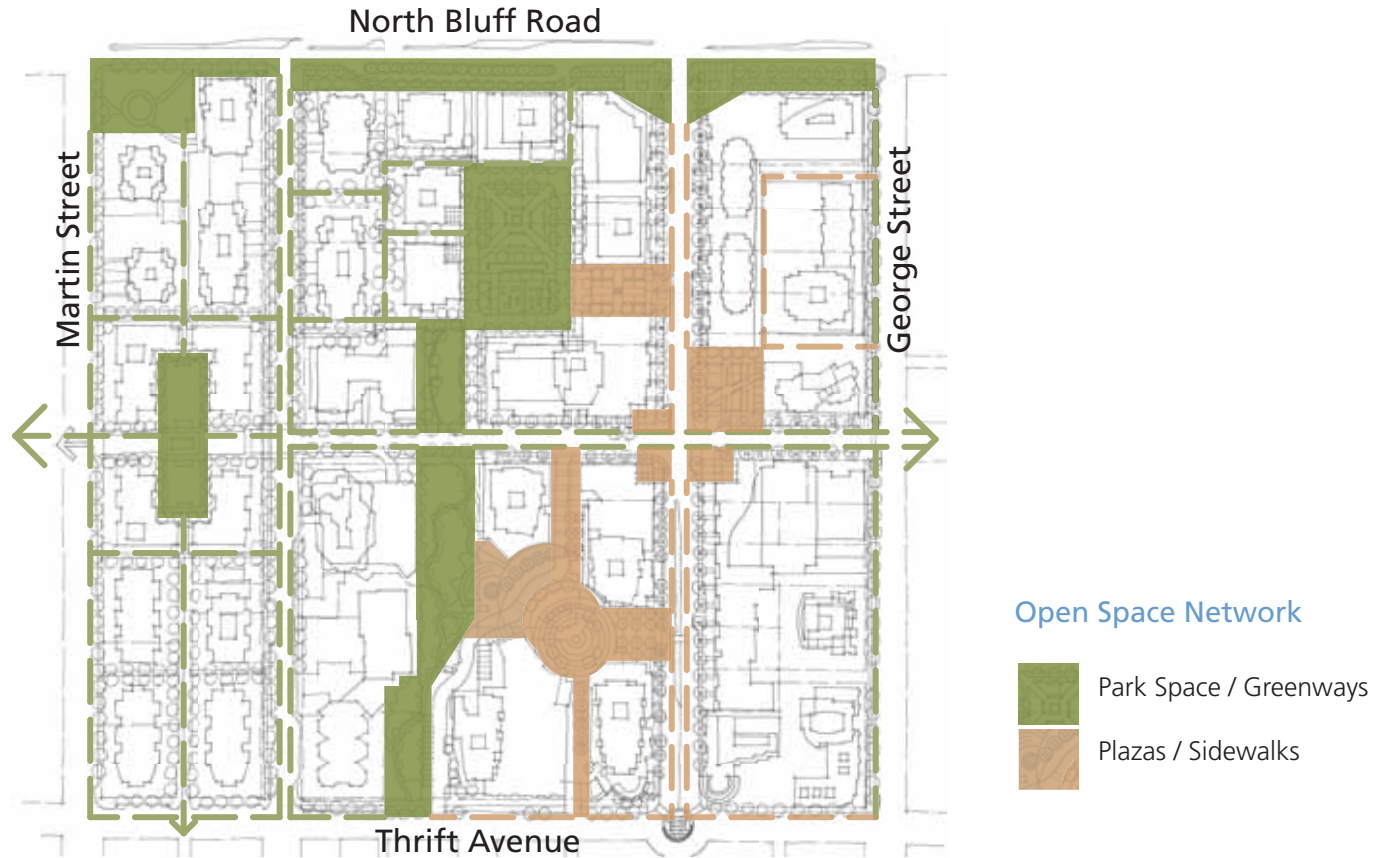 North Bluff Road
Martin Street
George Street
Open Space Network
Park Space / Greenways
Plazas / Sidewalks
Thrift Avenue